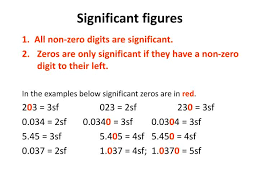 Significant figures
1. All non-zero digits are significant.
2. Zeros are only significant if they have a non-zero
digit to their left.
In the examples below significant zeros are in red.
203 = 3sf 023 = 2sf 230 = 3sf
0.034 = 2sf 0.0340 = 3sf 0.0304 = 3sf
5.45 = 3sf 5.405 = 4sf 5.450 = 4sf
0.037 = 2sf 1.037 = 4sf; 1.0370 = 5sf